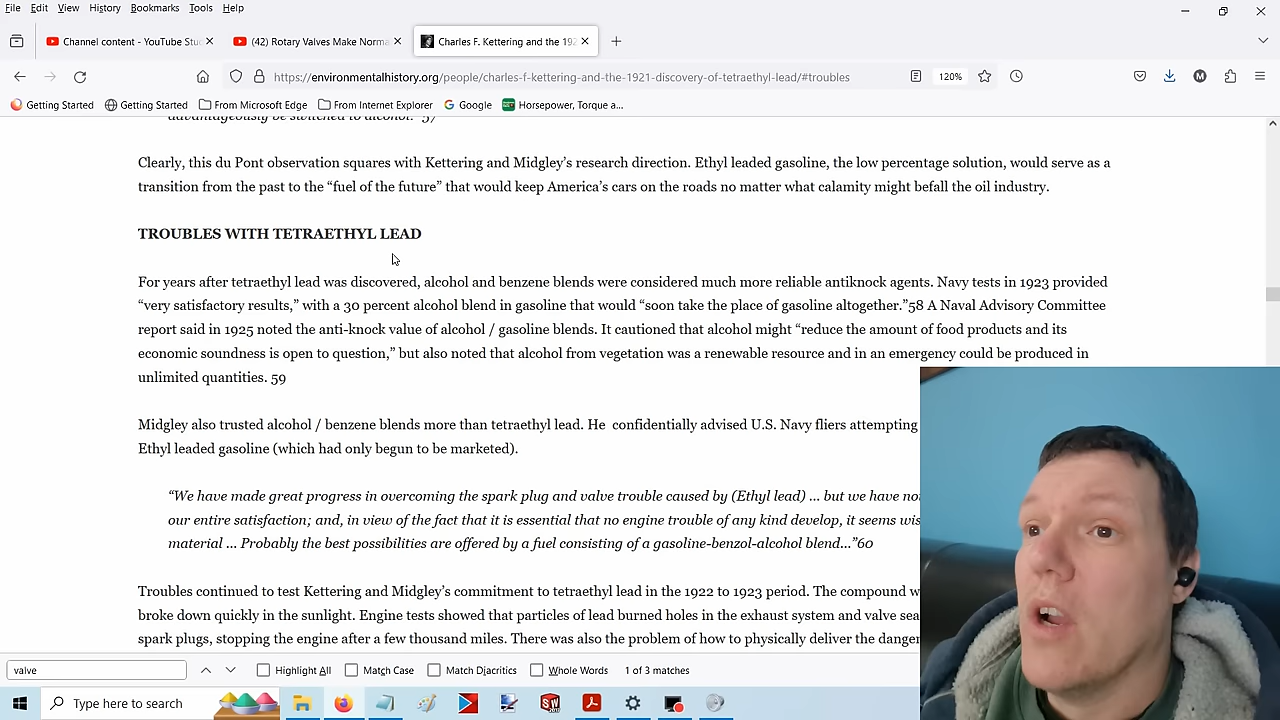 File Edit View History Bookmarks Tools Help
Channel content - YouTube Stu
(42) Rotary Valves Make Norma
Charles F. Kettering and the 192
https://environmentalhistory.org/people/charles-f-kettering-and-the-1921-discovery-of-tetraethyl-lead/#troubles
120%
M
Getting Started Getting Started From Microsoft Edge From Internet Explorer Google Horsepower, Torque a...
advantageously be switched to alcohol." 57
Clearly, this du Pont observation squares with Kettering and Midgley's research direction. Ethyl leaded gasoline, the low percentage solution, would serve as a
transition from the past to the "fuel of the future" that would keep America's cars on the roads no matter what calamity might befall the oil industry.
TROUBLES WITH TETRAETHYL LEAD
For years after tetraethyl lead was discovered, alcohol and benzene blends were considered much more reliable antiknock agents. Navy tests in 1923 provided
"very satisfactory results," with a 30 percent alcohol blend in gasoline that would "soon take the place of gasoline altogether."58 A Naval Advisory Committee
report said in 1925 noted the anti-knock value of alcohol / gasoline blends. It cautioned that alcohol might "reduce the amount of food products and its
economic soundness is open to question," but also noted that alcohol from vegetation was a renewable resource and in an emergency could be produced in
unlimited quantities. 59
Midgley also trusted alcohol / benzene blends more than tetraethyl lead. He confidentially advised U.S. Navy fliers attempting
Ethyl leaded gasoline (which had only begun to be marketed).
"We have made great progress in overcoming the spark plug and valve trouble caused by (Ethyl lead) ... but we have
our entire satisfaction; and, in view of the fact that it is essential that no engine trouble of any kind develop, it seems
material ... Probably the best possibilities are offered by a fuel consisting of a gasoline-benzol-alcohol blend..."60
Troubles continued to test Kettering and Midgley's commitment to tetraethyl lead in the 1922 to 1923 period. The compound
broke down quickly in the sunlight. Engine tests showed that particles of lead burned holes in the exhaust system and valve
spark plugs, stopping the engine after a few thousand miles. There was also the problem of how to physically deliver the
valve
Highlight All Match Case Match Diacritics Whole Words 1 of 3 matches
Type here to search